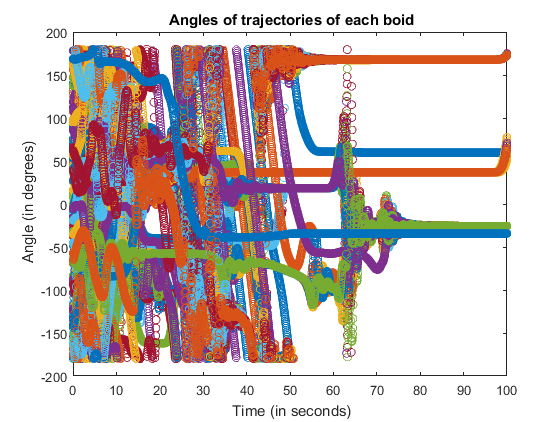 Angles of trajectories of each boid
Angle (in degrees)
200
150
100
50
0
-50
-100
-150
-200
0 10 20 30 40 50 60 70 80 90 100
Time (in seconds)